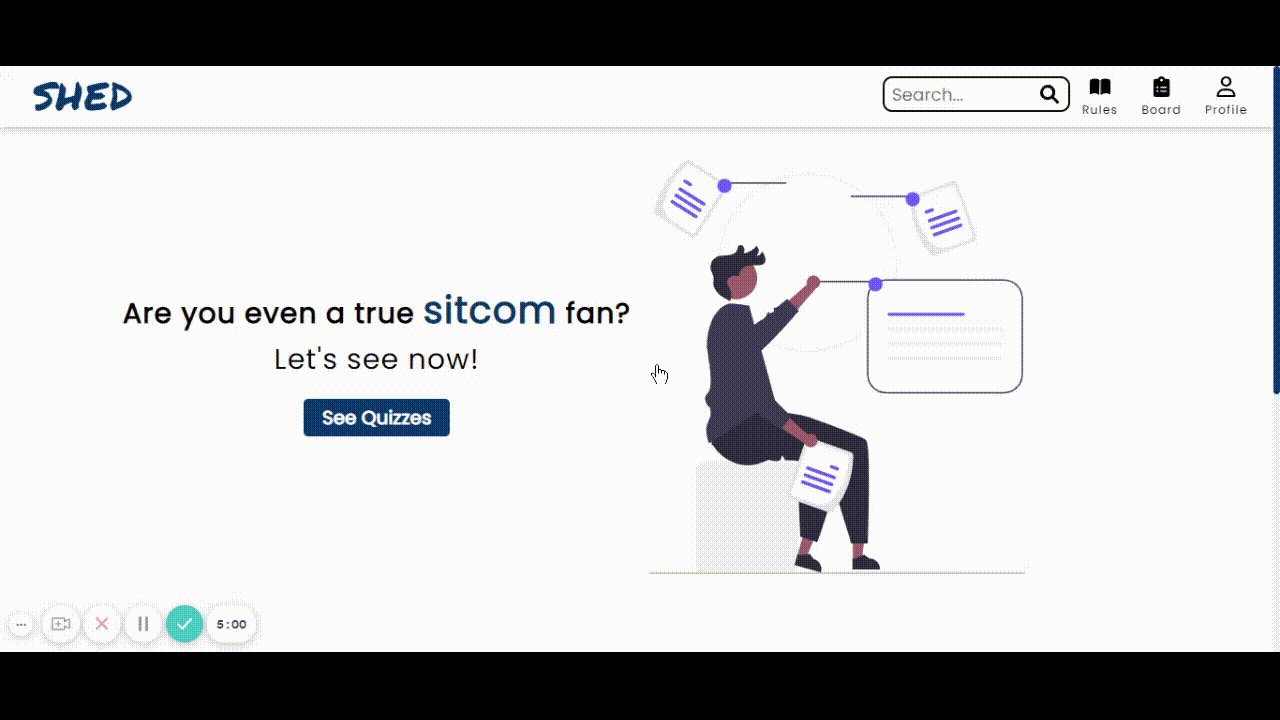 SHED
Search...
Rules
Board
Profile
Are you even a true sitcom fan?
Let's see now!
See Quizzes
5:00